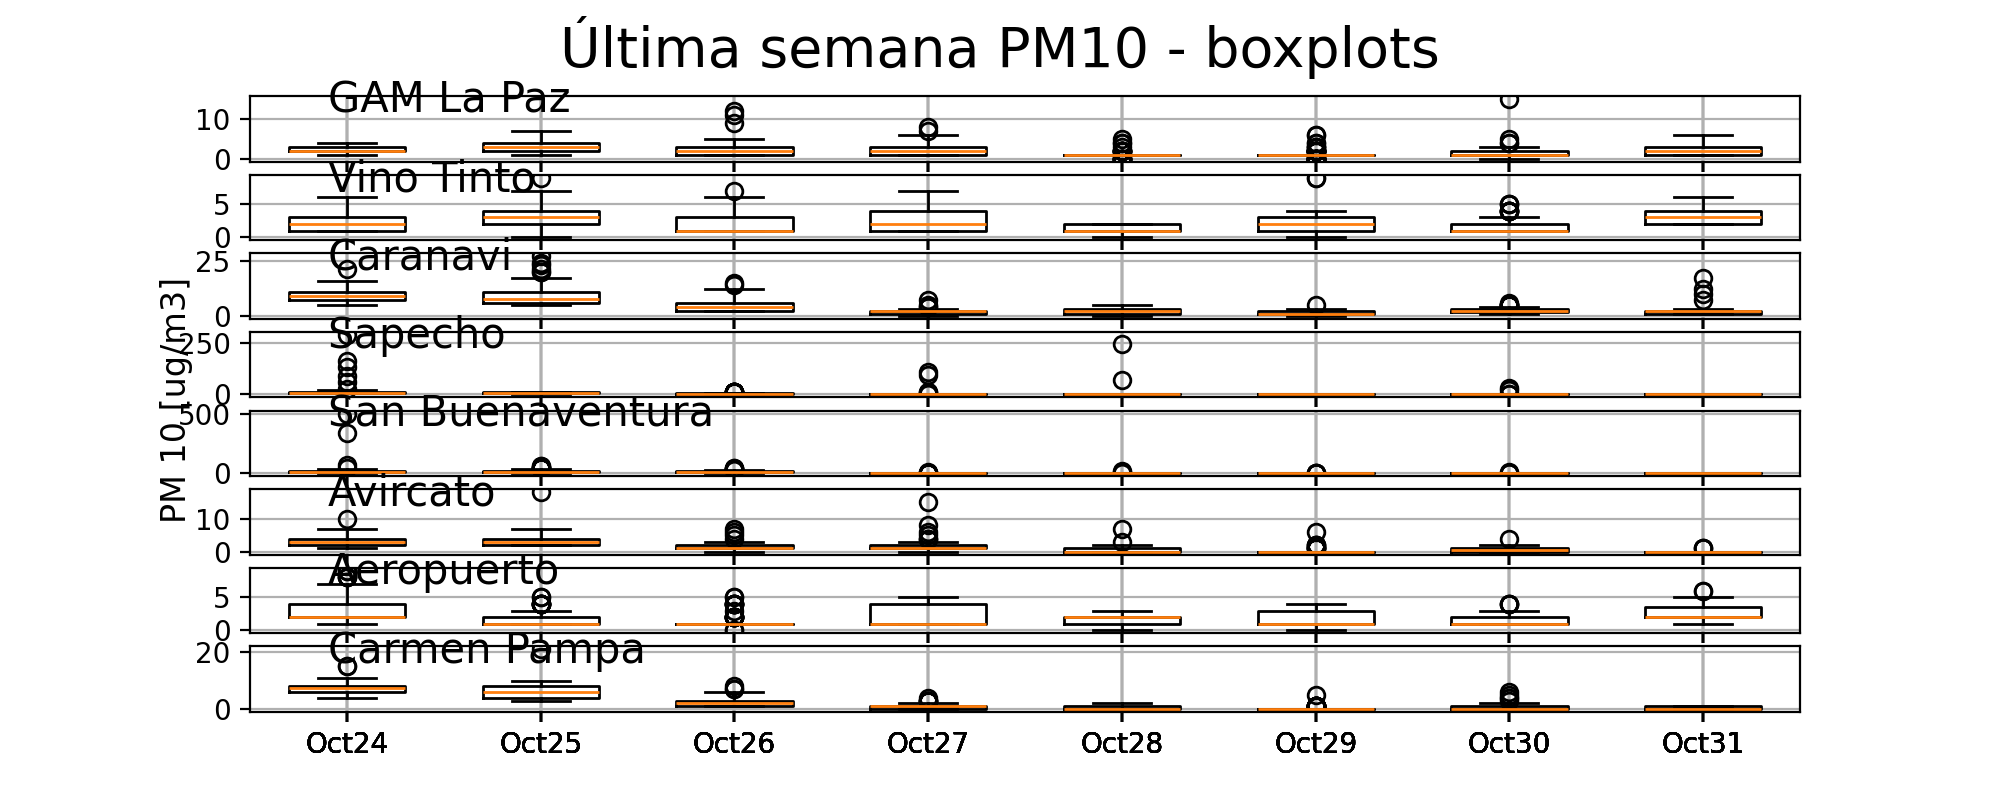 Última semana PM10 - boxplots
GAM La Paz
10
0
Vino Tinto
5
0
Caranavi
25
0
PM 10 [ug/m3]
Sapecho
250
0
San Buenaventura
500
0
Avircato
10
0
Aeropuerto
5
0
Carmen Pampa
20
0
Oct24 Oct25 Oct26 Oct27 Oct28 Oct29 Oct30 Oct31